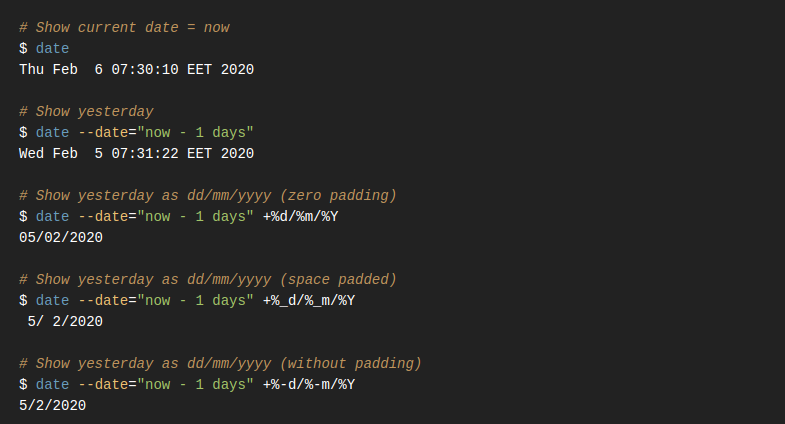 # Show current date = now
$ date
Thu Feb  6 07:30:10 EET 2020

# Show yesterday
$ date --date="now - 1 days"
Wed Feb  5 07:31:22 EET 2020

# Show yesterday as dd/mm/yyyy (zero padding)
$ date --date="now - 1 days" +%d/%m/%Y
05/02/2020

# Show yesterday as dd/mm/yyyy (space padded)
$ date --date="now - 1 days" +%_d/%_m/%Y
 5/ 2/2020

# Show yesterday as dd/mm/yyyy (without padding)
$ date --date="now - 1 days" +%-d/%-m/%Y
5/2/2020